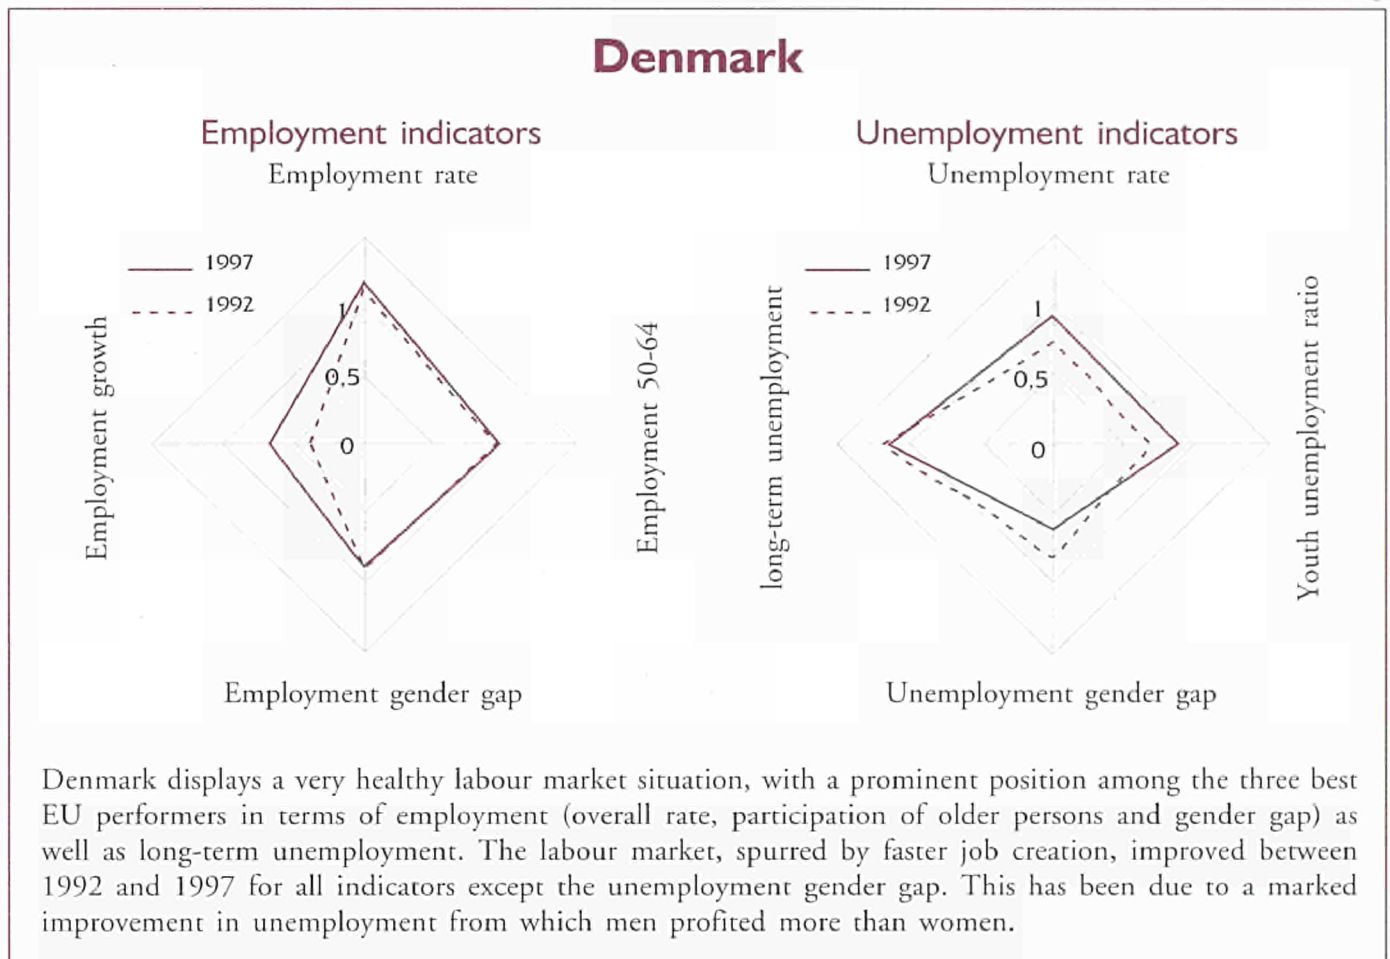 Denmark
Employment indicators
Employment rate
1997
1992
1
0,5
0
Employment growth
Employment 50-64
Employment gender gap
Unemployment indicators
Unemployment rate
1997
1992
1
0,5
0
long-term unemployment
Youth unemployment ratio
Unemployment gender gap
Denmark displays a very healthy labour market situation, with a prominent position among the three best
EU performers in terms of employment (overall rate, participation of older persons and gender gap) as
well as long-term unemployment. The labour market, spurred by faster job creation, improved between
1992 and 1997 for all indicators except the unemployment gender gap. This has been due to a marked
improvement in unemployment from which men profited more than women.